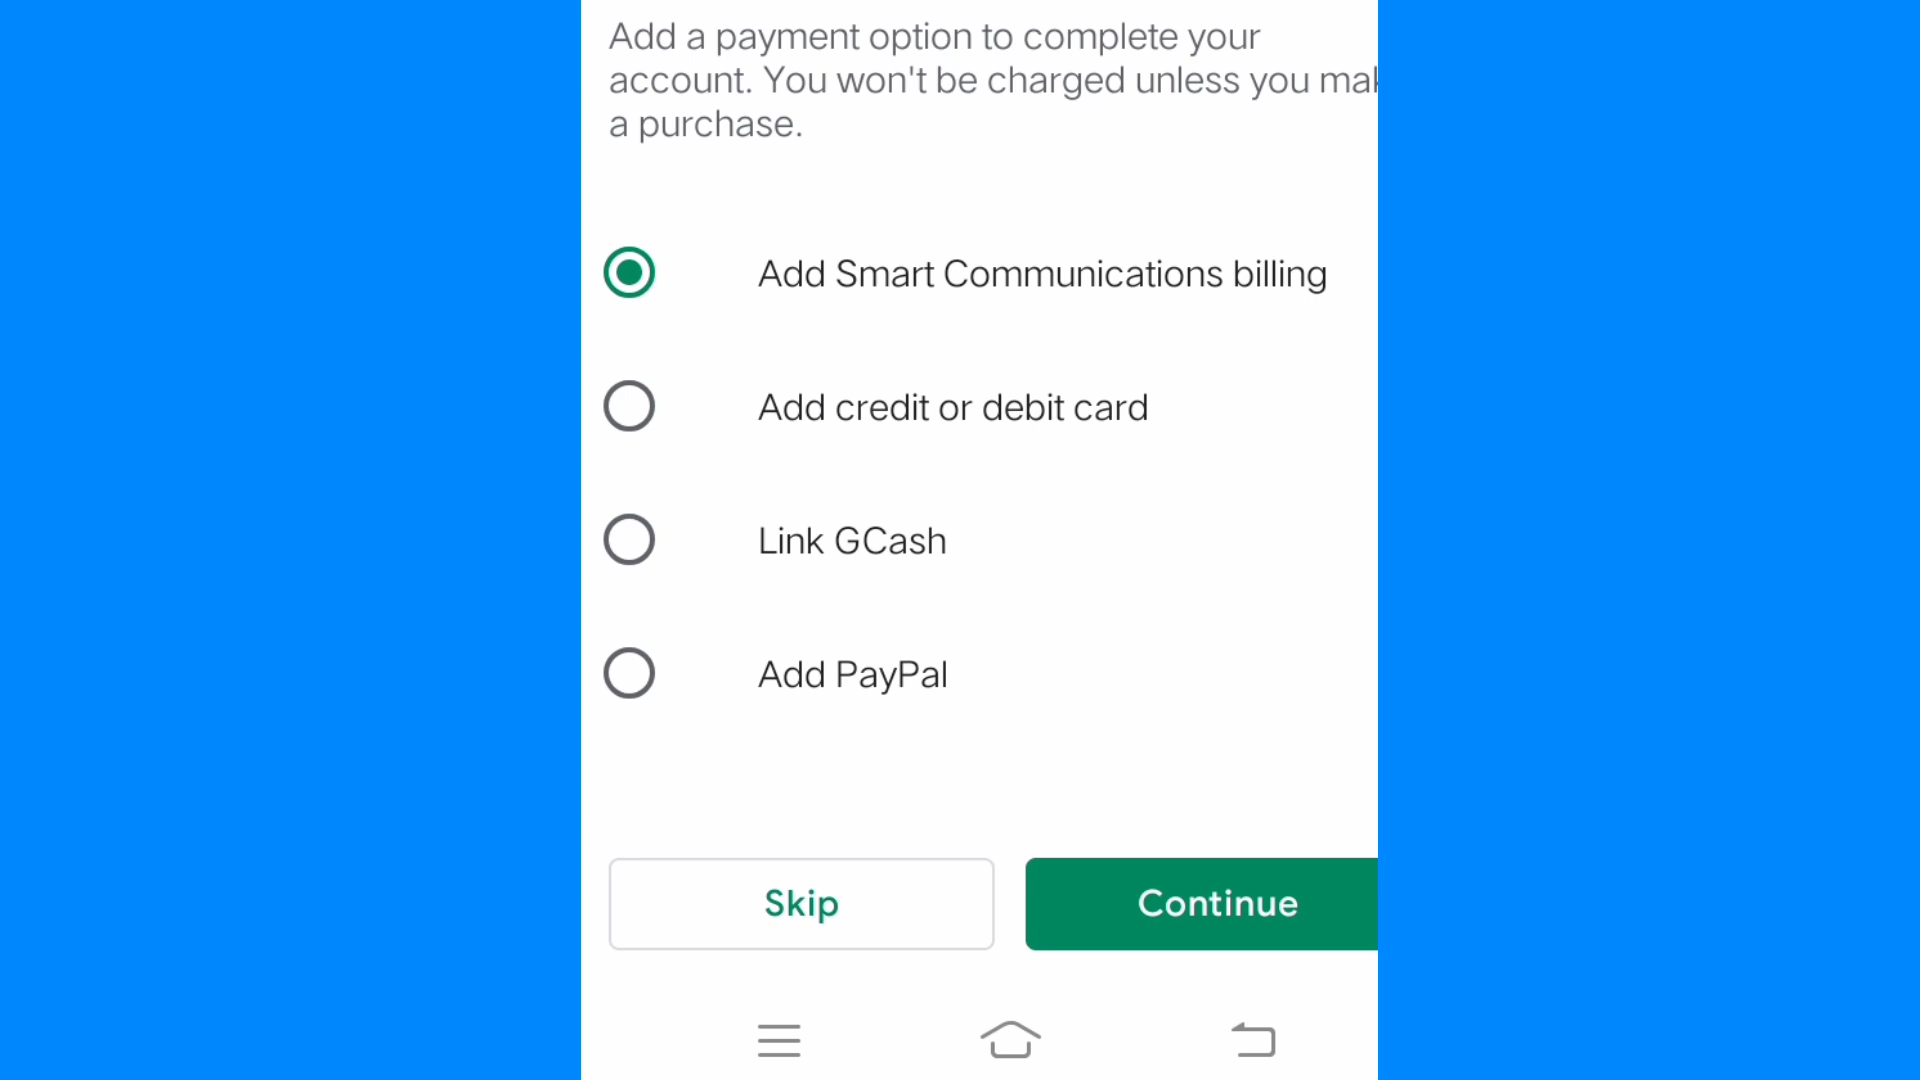 Add a payment option to complete your
account. You won't be charged unless you
a purchase.
Add Smart Communications billing
Add credit or debit card
Link GCash
Add PayPal
Skip
Continue